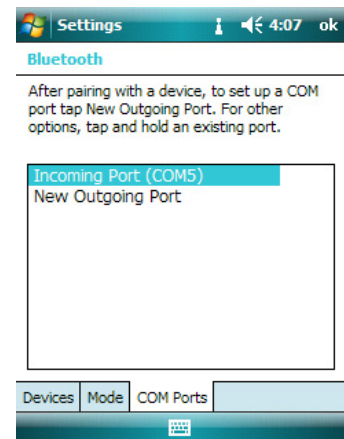 Settings 4:07 ok
Bluetooth
After pairing with a device, to set up a COM
port tap New Outgoing Port. For other
options, tap and hold an existing port.
Incoming Port (COM5)
New Outgoing Port
Devices Mode COM Ports